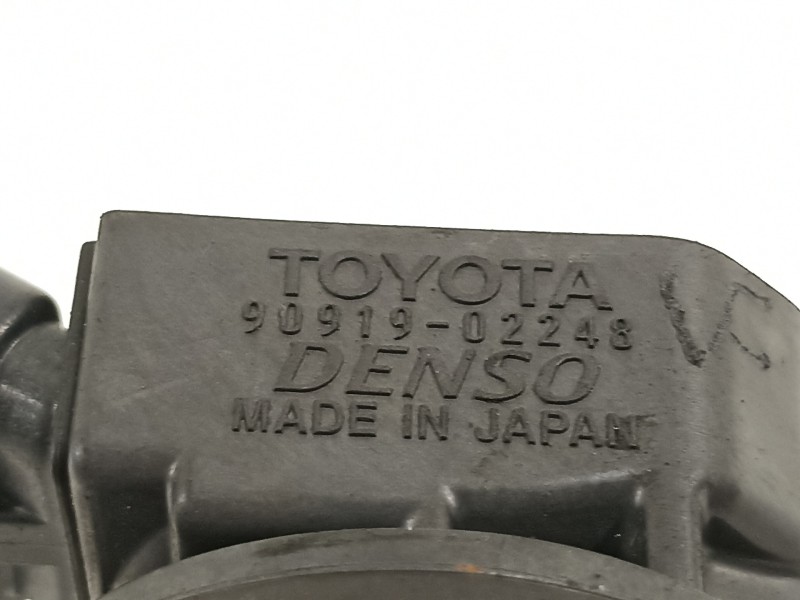 TOYOTA
90919-02248
DENSO
MADE IN JAPAN